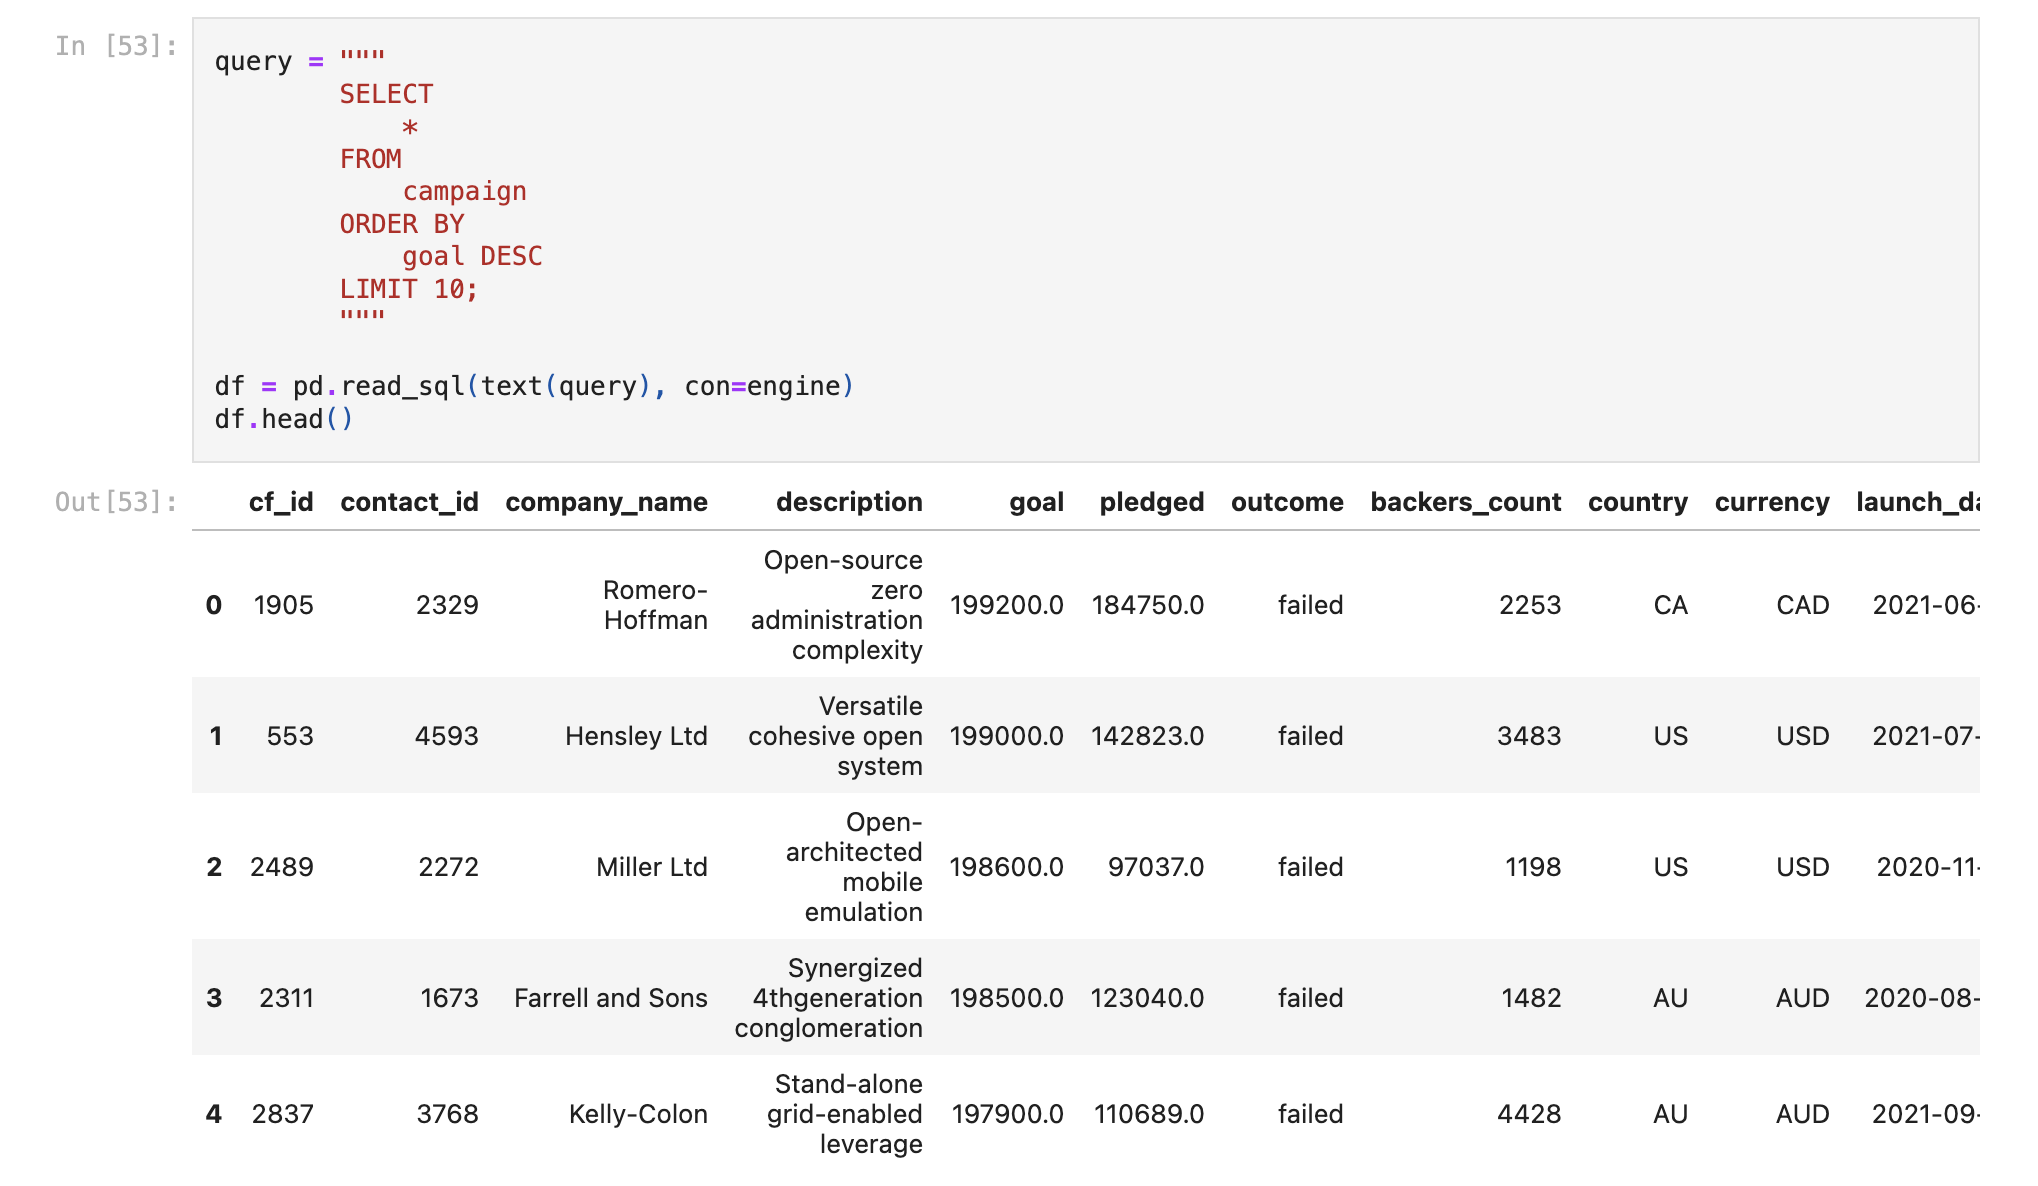 In [53]:
query = """
SELECT
*
FROM
campaign
ORDER BY
goal DESC
LIMIT 10;
"""
df = pd.read_sql(text(query), con=engine)
df.head()
Out[53]:
cf_id contact_id company_name description goal pledged outcome backers_count country currency launch_da
0 1905 2329 Romero-Hoffman Open-source zero administration complexity 199200.0 184750.0 failed 2253 CA CAD 2021-06-
1 553 4593 Hensley Ltd Versatile cohesive open system 199000.0 142823.0 failed 3483 US USD 2021-07-
2 2489 2272 Miller Ltd Open-architected mobile emulation 198600.0 97037.0 failed 1198 US USD 2020-11-
3 2311 1673 Farrell and Sons Synergized 4thgeneration conglomeration 198500.0 123040.0 failed 1482 AU AUD 2020-08-
4 2837 3768 Kelly-Colon Stand-alone grid-enabled leverage 197900.0 110689.0 failed 4428 AU AUD 2021-09-